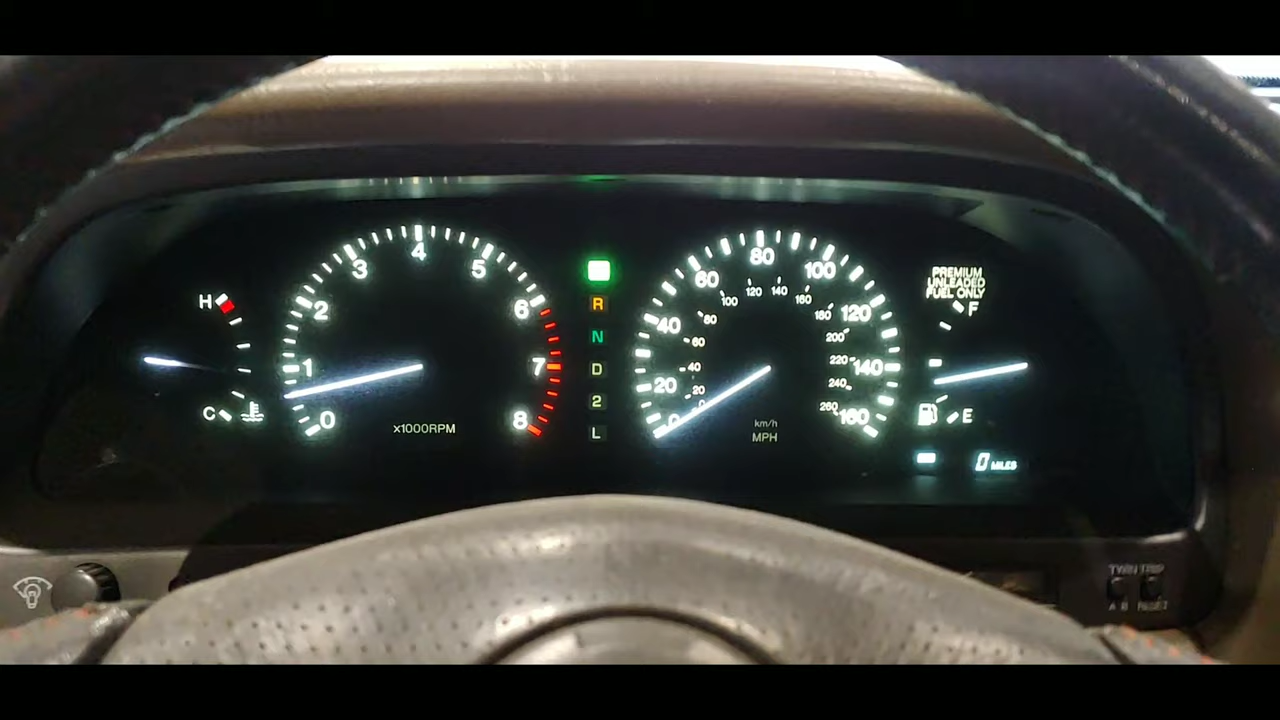 H
C
0
1
2
3
4
5
6
7
8
x1000RPM
R
N
D
2
L
20
40
60
80
100
120
140
160
20
40
60
80
100
120
140
160
180
200
220
240
260
km/h
MPH
PREMIUM
UNLEADED
FUEL ONLY
F
E
0 MILES
TWIN TRIP
A B RESET